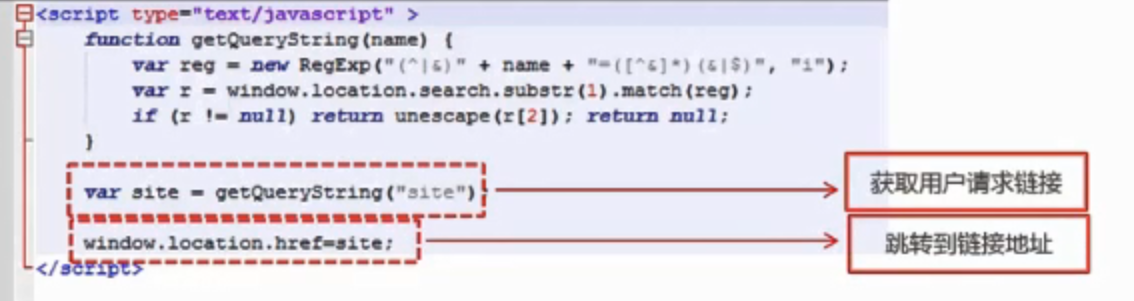 <script type="text/javascript" >
function getQueryString(name) {
var reg = new RegExp("(^|&)" + name + "=([^&]*)(&|$)", "i");
var r = window.location.search.substr(1).match(reg);
if (r != null) return unescape(r[2]); return null;
}
var site = getQueryString("site")
获取用户请求链接
window.location.href=site;
跳转到链接地址
</script>